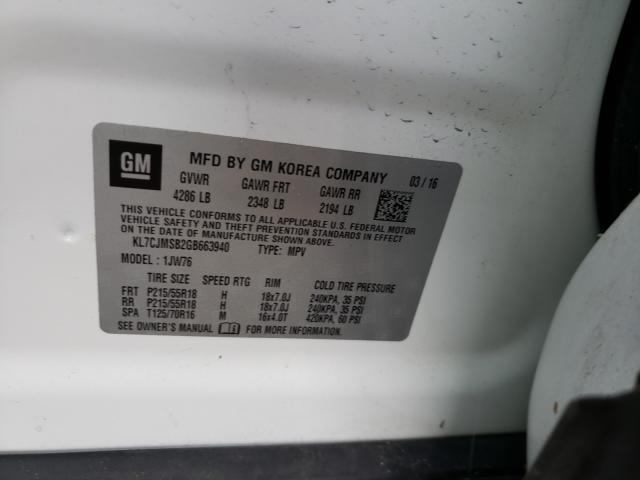 GM
MFD BY GM KOREA COMPANY 03/16
GVWR GAWR FRT GAWR RR
4286 LB 2348 LB 2194 LB
THIS VEHICLE CONFORMS TO ALL APPLICABLE U.S. FEDERAL MOTOR
VEHICLE SAFETY AND THEFT PREVENTION STANDARDS IN EFFECT
ON THE DATE OF MANUFACTURE SHOWN ABOVE.
KL7CJMSB2GB663940 TYPE: MPV
MODEL: 1JW76
TIRE SIZE SPEED RTG RIM COLD TIRE PRESSURE
FRT P215/55R18 H 18x7.0J 240KPA, 35 PSI
RR P215/55R18 H 18x7.0J 240KPA, 35 PSI
SPA T125/70R16 M 16x4.0T 420KPA, 60 PSI
SEE OWNER'S MANUAL FOR MORE INFORMATION.